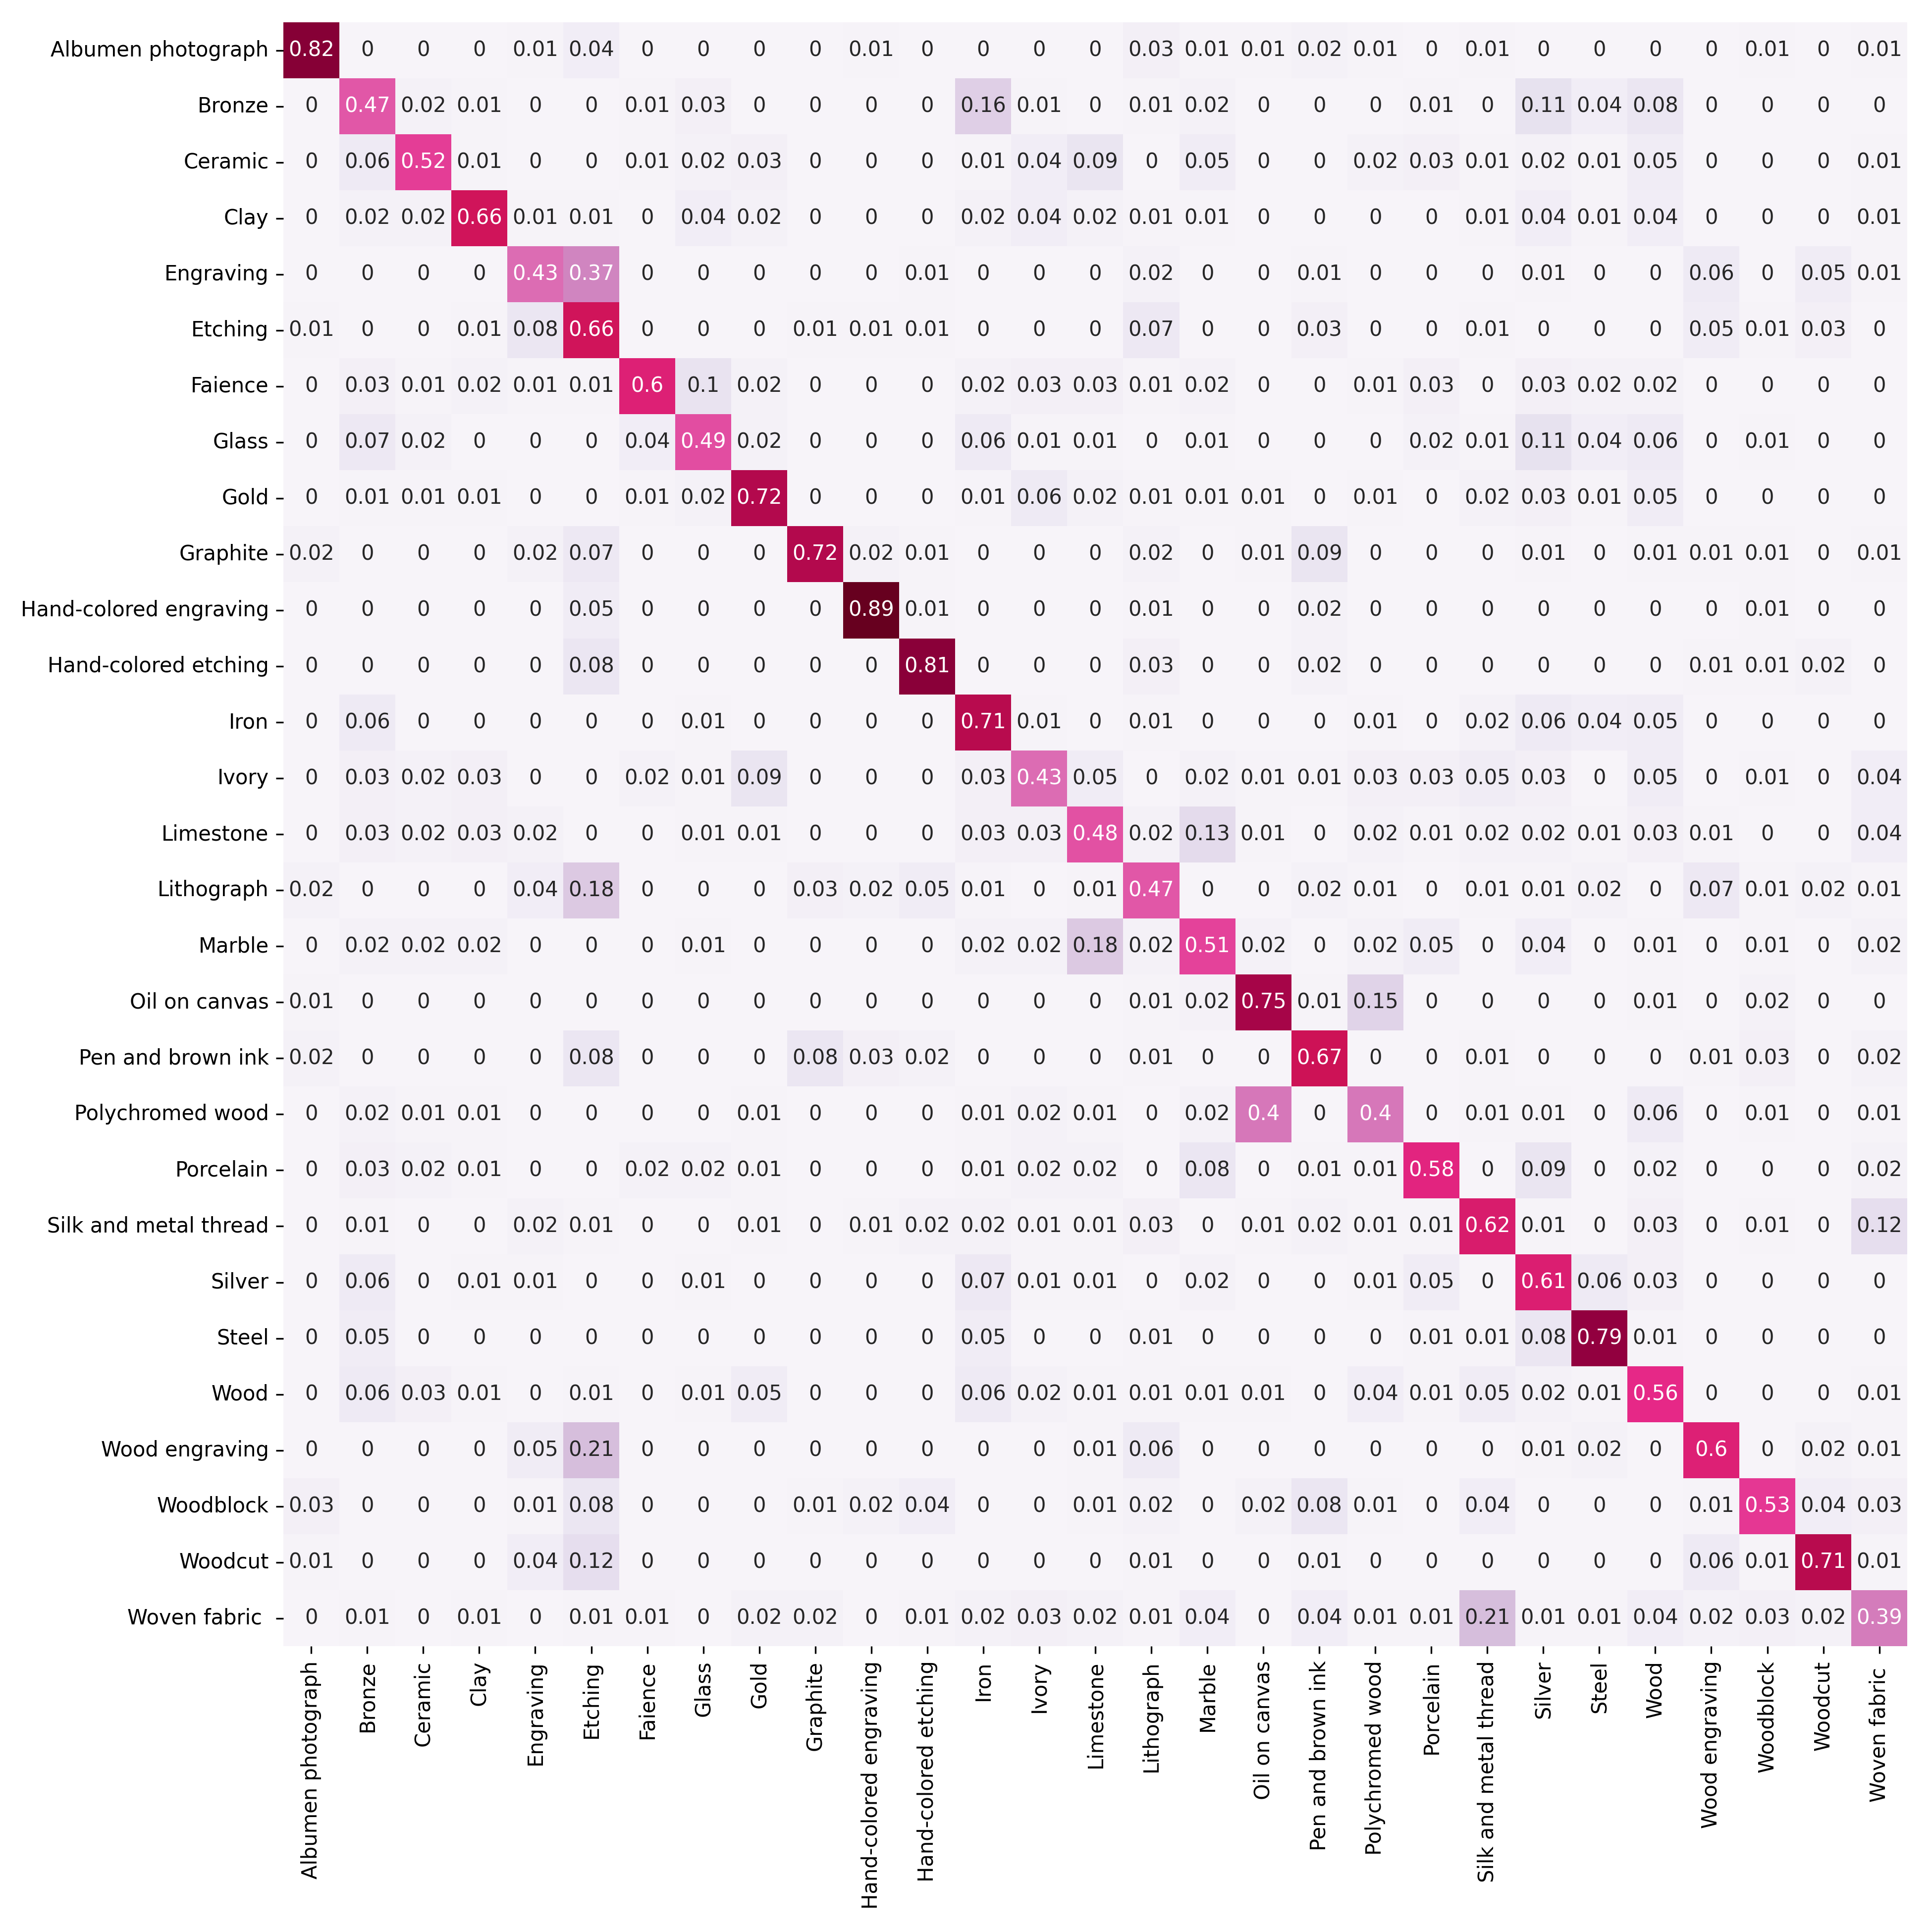 Albumen photograph 0.82 0 0 0 0.01 0.04 0 0 0 0 0.01 0 0 0 0 0.03 0.01 0.01 0.02 0.01 0 0.01 0 0 0 0 0.01 0 0.01
Bronze 0 0.47 0.02 0.01 0 0 0.01 0.03 0 0 0 0 0.16 0.01 0 0.01 0.02 0 0 0 0.01 0 0.11 0.04 0.08 0 0 0 0
Ceramic 0 0.06 0.52 0.01 0 0 0.01 0.02 0.03 0 0 0 0.01 0.04 0.09 0 0.05 0 0 0.02 0.03 0.01 0.02 0.01 0.05 0 0 0 0.01
Clay 0 0.02 0.02 0.66 0.01 0.01 0 0.04 0.02 0 0 0 0.02 0.04 0.02 0.01 0.01 0 0 0 0 0.01 0.04 0.01 0.04 0 0 0 0.01
Engraving 0 0 0 0 0.43 0.37 0 0 0 0 0 0.01 0 0 0 0.02 0 0 0.01 0 0 0 0.01 0 0 0.06 0 0.05 0.01
Etching 0.01 0 0 0.01 0.08 0.66 0 0 0 0.01 0.01 0.01 0 0 0 0.07 0 0 0.03 0 0 0.01 0 0 0 0.05 0.01 0.03 0
Faience 0 0.03 0.01 0.02 0.01 0.01 0.6 0.1 0.02 0 0 0 0.02 0.03 0.03 0.01 0.02 0 0 0.01 0.03 0 0.03 0.02 0.02 0 0 0 0
Glass 0 0.07 0.02 0 0 0 0.04 0.49 0.02 0 0 0 0.06 0.01 0.01 0 0.01 0 0 0 0.02 0.01 0.11 0.04 0.06 0 0.01 0 0
Gold 0 0.01 0.01 0.01 0 0 0.01 0.02 0.72 0 0 0 0.01 0.06 0.02 0.01 0.01 0.01 0 0.01 0 0.02 0.03 0.01 0.05 0 0 0 0
Graphite 0.02 0 0 0 0.02 0.07 0 0 0 0.72 0.02 0.01 0 0 0 0.02 0 0.01 0.09 0 0 0 0.01 0 0.01 0.01 0.01 0 0.01
Hand-colored engraving 0 0 0 0 0 0.05 0 0 0 0 0.89 0.01 0 0 0 0.01 0 0 0.02 0 0 0 0 0 0 0 0.01 0 0
Hand-colored etching 0 0 0 0 0 0.08 0 0 0 0 0 0.81 0 0 0 0.03 0 0 0.02 0 0 0 0 0 0 0.01 0.01 0.02 0
Iron 0 0.06 0 0 0 0 0 0.01 0 0 0 0 0.71 0.01 0 0.01 0 0 0 0.01 0 0.02 0.06 0.04 0.05 0 0 0 0
Ivory 0 0.03 0.02 0.03 0 0 0.02 0.01 0.09 0 0 0 0.03 0.43 0.05 0 0.02 0.01 0.01 0.03 0.03 0.05 0.03 0 0.05 0 0.01 0 0.04
Limestone 0 0.03 0.02 0.03 0.02 0 0 0.01 0.01 0 0 0 0.03 0.03 0.48 0.02 0.13 0.01 0 0.02 0.01 0.02 0.02 0.01 0.03 0.01 0 0 0.04
Lithograph 0.02 0 0 0 0.04 0.18 0 0 0 0.03 0.02 0.05 0.01 0 0.01 0.47 0 0 0.02 0.01 0 0.01 0.01 0.02 0 0.07 0.01 0.02 0.01
Marble 0 0.02 0.02 0.02 0 0 0 0.01 0 0 0 0 0.02 0.02 0.18 0.02 0.51 0.02 0 0.02 0.05 0 0.04 0 0.01 0 0.01 0 0.02
Oil on canvas 0.01 0 0 0 0 0 0 0 0 0 0 0 0 0 0 0.01 0.02 0.75 0.01 0.15 0 0 0 0 0.01 0 0.02 0 0
Pen and brown ink 0.02 0 0 0 0 0.08 0 0 0 0.08 0.03 0.02 0 0 0 0.01 0 0 0.67 0 0 0.01 0 0 0 0.01 0.03 0 0.02
Polychromed wood 0 0.02 0.01 0.01 0 0 0 0 0.01 0 0 0 0.01 0.02 0.01 0 0.02 0.4 0 0.4 0 0.01 0.01 0 0.06 0 0.01 0 0.01
Porcelain 0 0.03 0.02 0.01 0 0 0.02 0.02 0.01 0 0 0 0.01 0.02 0.02 0 0.08 0 0.01 0.01 0.58 0 0.09 0 0.02 0 0 0 0.02
Silk and metal thread 0 0.01 0 0 0.02 0.01 0 0 0.01 0 0.01 0.02 0.02 0.01 0.01 0.03 0 0.01 0.02 0.01 0.01 0.62 0.01 0 0.03 0 0.01 0 0.12
Silver 0 0.06 0 0.01 0.01 0 0 0.01 0 0 0 0 0.07 0.01 0.01 0 0.02 0 0 0.01 0.05 0 0.61 0.06 0.03 0 0 0 0
Steel 0 0.05 0 0 0 0 0 0 0 0 0 0 0.05 0 0 0.01 0 0 0 0 0.01 0.01 0.08 0.79 0.01 0 0 0 0
Wood 0 0.06 0.03 0.01 0 0.01 0 0.01 0.05 0 0 0 0.06 0.02 0.01 0.01 0.01 0.01 0 0.04 0.01 0.05 0.02 0.01 0.56 0 0 0 0.01
Wood engraving 0 0 0 0 0.05 0.21 0 0 0 0 0 0 0 0 0.01 0.06 0 0 0 0 0 0 0.01 0.02 0 0.6 0 0.02 0.01
Woodblock 0.03 0 0 0 0.01 0.08 0 0 0 0.01 0.02 0.04 0 0 0.01 0.02 0 0.02 0.08 0.01 0 0.04 0 0 0 0.01 0.53 0.04 0.03
Woodcut 0.01 0 0 0 0.04 0.12 0 0 0 0 0 0 0 0 0 0.01 0 0 0.01 0 0 0 0 0 0 0.06 0.01 0.71 0.01
Woven fabric 0 0.01 0 0.01 0 0.01 0.01 0 0.02 0.02 0 0.01 0.02 0.03 0.02 0.01 0.04 0 0.04 0.01 0.01 0.21 0.01 0.01 0.04 0.02 0.03 0.02 0.39
Albumen photograph
Bronze
Ceramic
Clay
Engraving
Etching
Faience
Glass
Gold
Graphite
Hand-colored engraving
Hand-colored etching
Iron
Ivory
Limestone
Lithograph
Marble
Oil on canvas
Pen and brown ink
Polychromed wood
Porcelain
Silk and metal thread
Silver
Steel
Wood
Wood engraving
Woodblock
Woodcut
Woven fabric